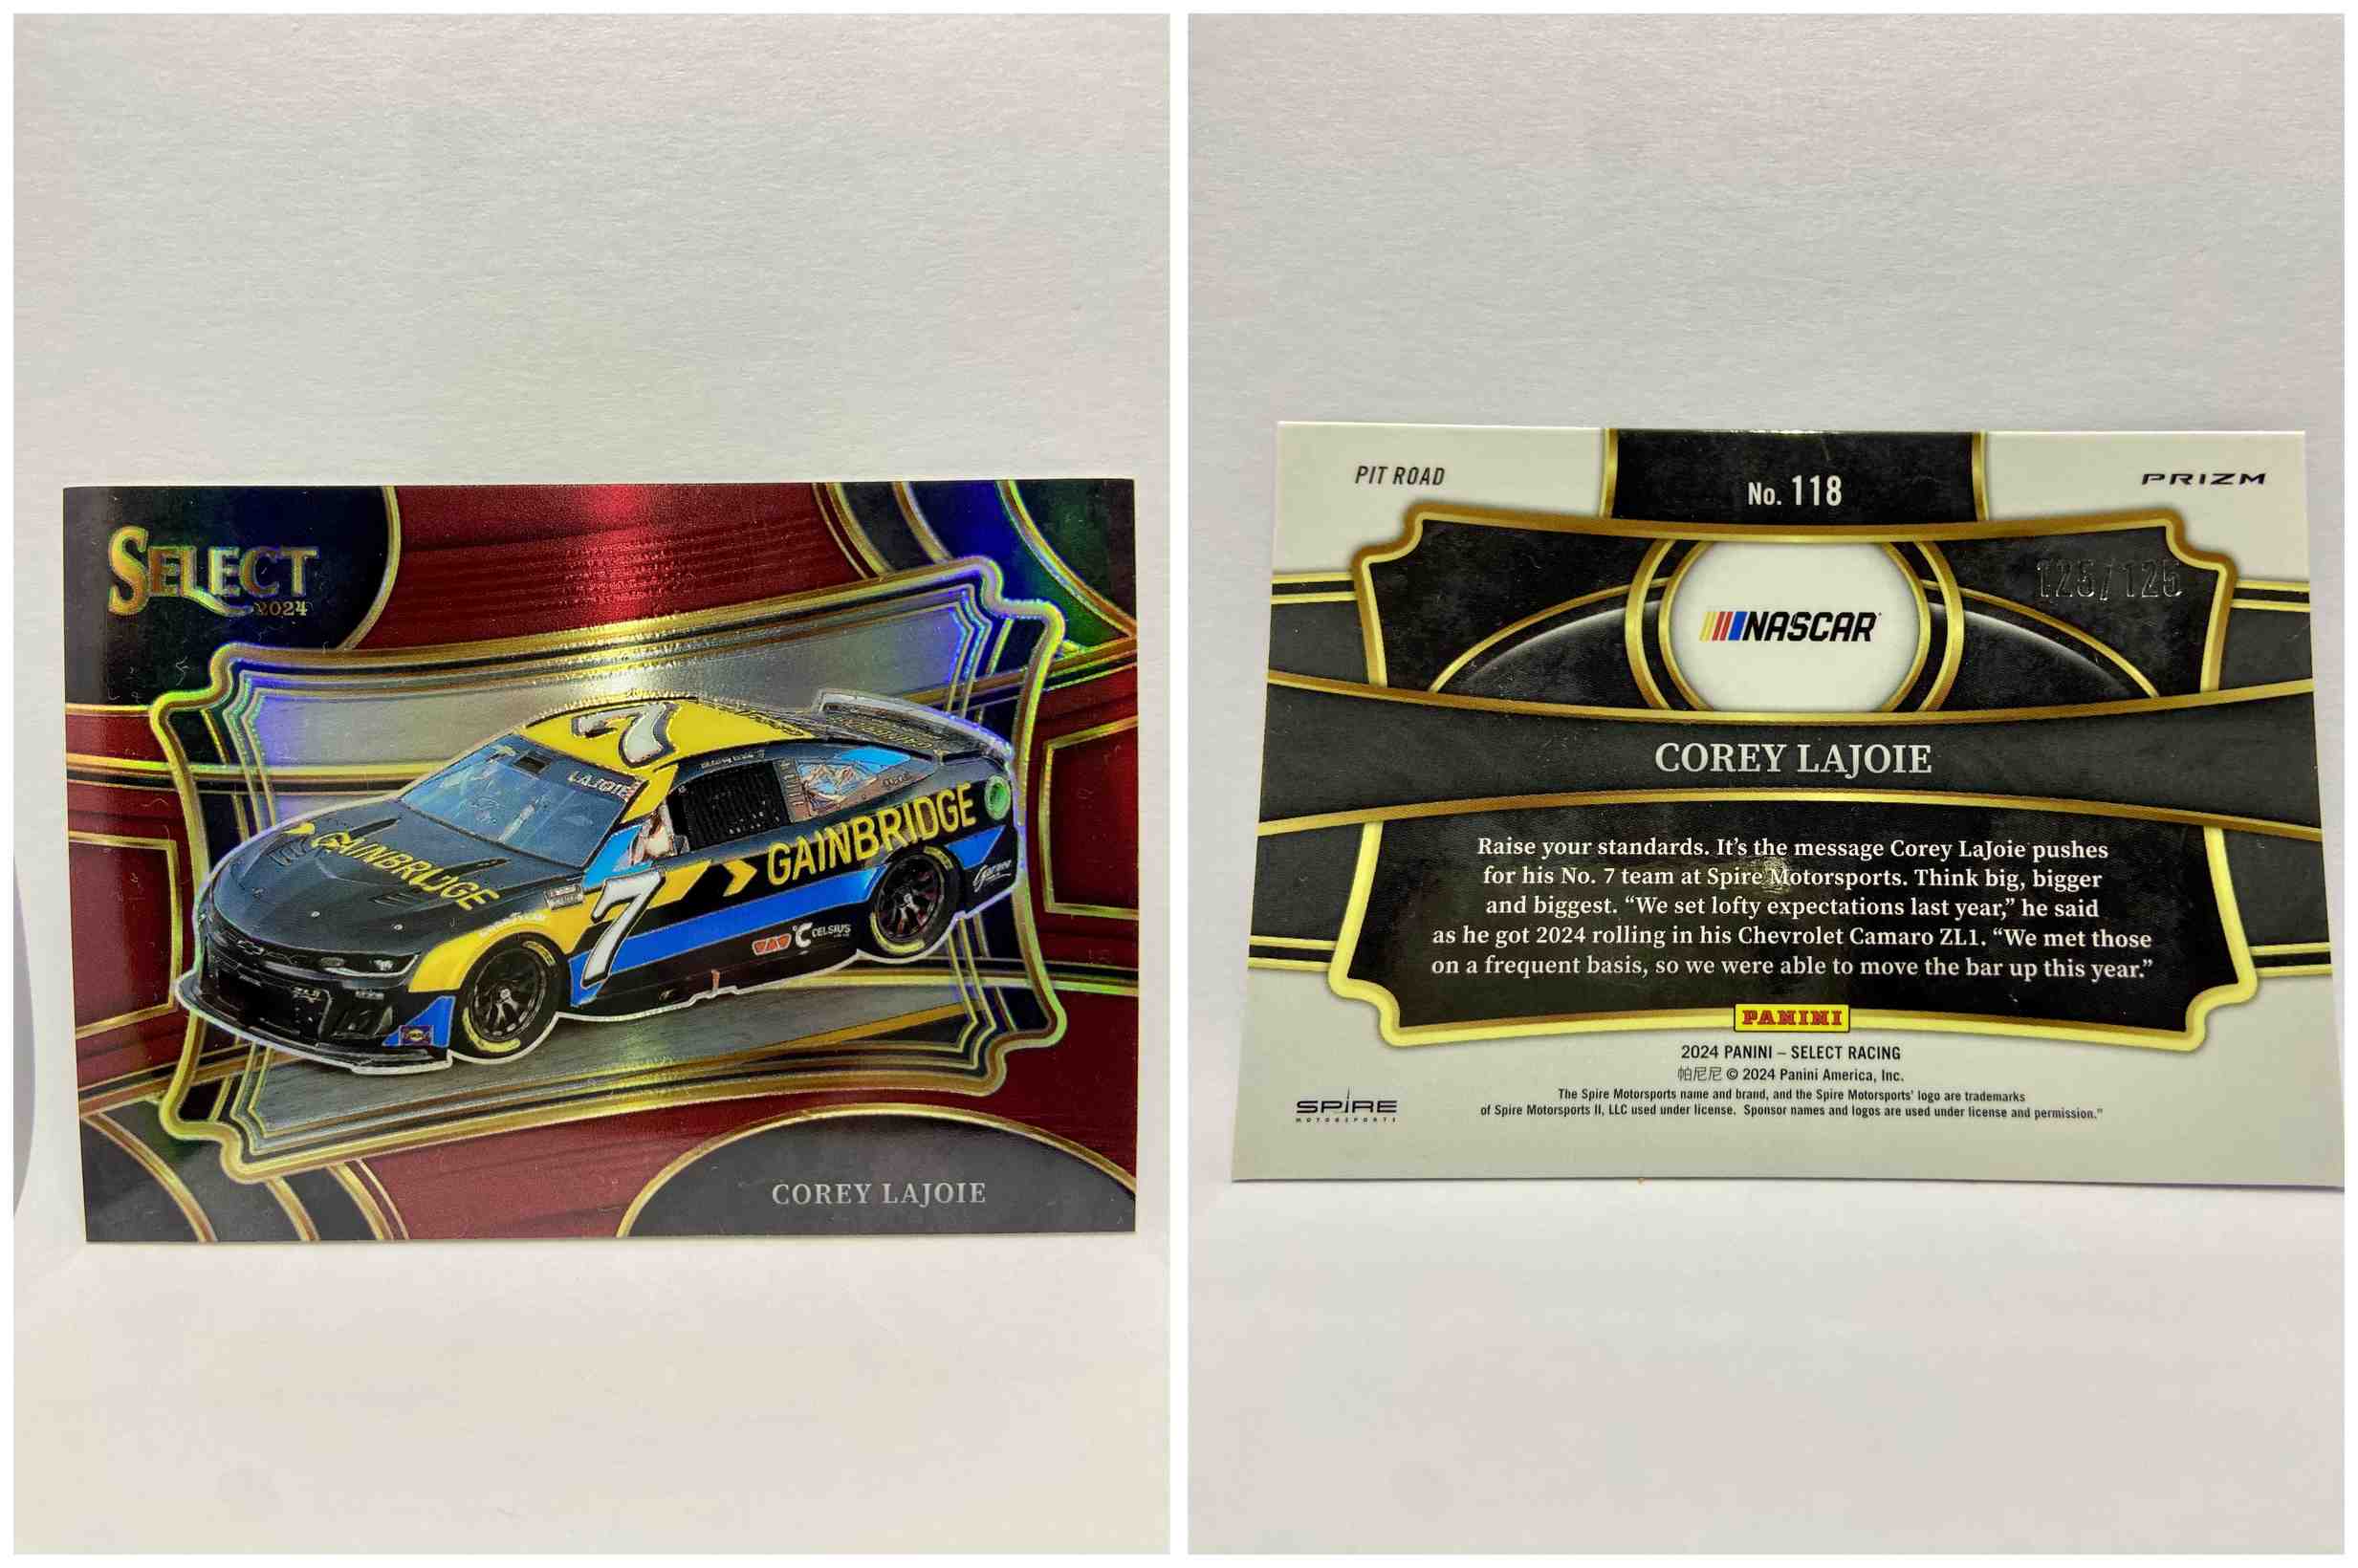 SELECT
2024
7
LAJOIE
GAINBRIDGE
GAINBRIDGE
7
CELSIUS
COREY LAJOIE
PIT ROAD
No. 118
PRIZM
125/125
NASCAR
COREY LAJOIE
Raise your standards. It's the message Corey LaJoie pushes
for his No. 7 team at Spire Motorsports. Think big, bigger
and biggest. “We set lofty expectations last year,” he said
as he got 2024 rolling in his Chevrolet Camaro ZL1. “We met those
on a frequent basis, so we were able to move the bar up this year.”
PANINI
2024 PANINI – SELECT RACING
帕尼尼 © 2024 Panini America, Inc.
The Spire Motorsports name and brand, and the Spire Motorsports' logo are trademarks
of Spire Motorsports II, LLC used under license. Sponsor names and logos are used under license and permission."
SPIRE
MOTORSPORTS